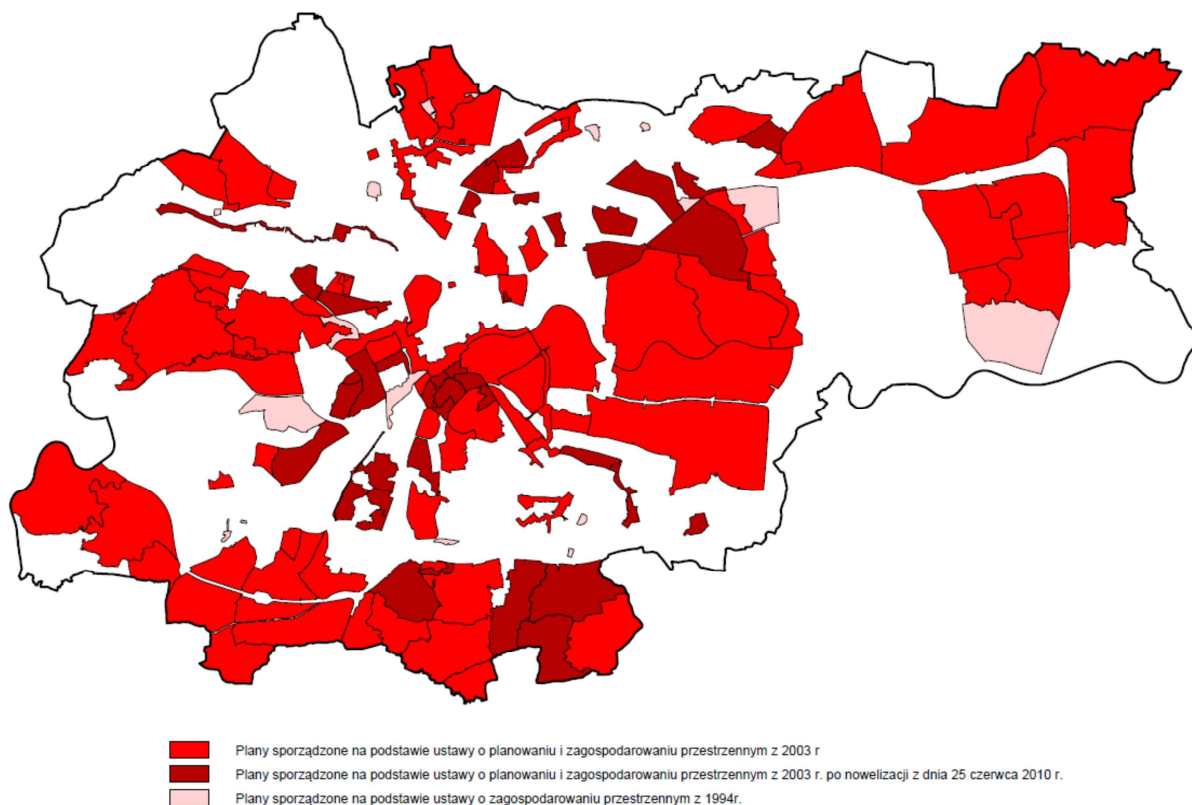 Plany sporządzone na podstawie ustawy o planowaniu i zagospodarowaniu przestrzennym z 2003 r
Plany sporządzone na podstawie ustawy o planowaniu i zagospodarowaniu przestrzennym z 2003 r. po nowelizacji z dnia 25 czerwca 2010 r.
Plany sporządzone na podstawie ustawy o zagospodarowaniu przestrzennym z 1994r.